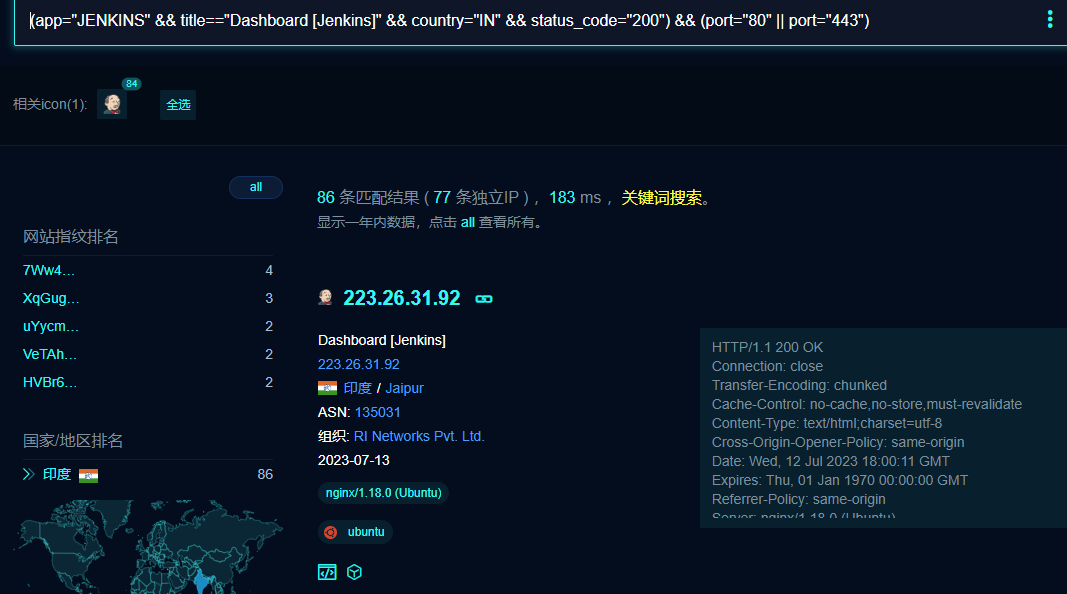 (app="JENKINS" && title=="Dashboard [Jenkins]" && country="IN" && status_code="200") && (port="80" || port="443")
84
相关icon(1):
全选
all
86 条匹配结果 ( 77 条独立IP ) ，183 ms ，关键词搜索。
显示一年内数据，点击 all 查看所有。
网站指纹排名
7Ww4... 4
XqGug... 3
uYycm... 2
VeTAh... 2
HVBr6... 2
国家/地区排名
印度 86
223.26.31.92
Dashboard [Jenkins]
223.26.31.92
印度 / Jaipur
ASN: 135031
组织: RI Networks Pvt. Ltd.
2023-07-13
nginx/1.18.0 (Ubuntu)
ubuntu
HTTP/1.1 200 OK
Connection: close
Transfer-Encoding: chunked
Cache-Control: no-cache,no-store,must-revalidate
Content-Type: text/html;charset=utf-8
Cross-Origin-Opener-Policy: same-origin
Date: Wed, 12 Jul 2023 18:00:11 GMT
Expires: Thu, 01 Jan 1970 00:00:00 GMT
Referrer-Policy: same-origin
Server: nginx/1.18.0 (Ubuntu)